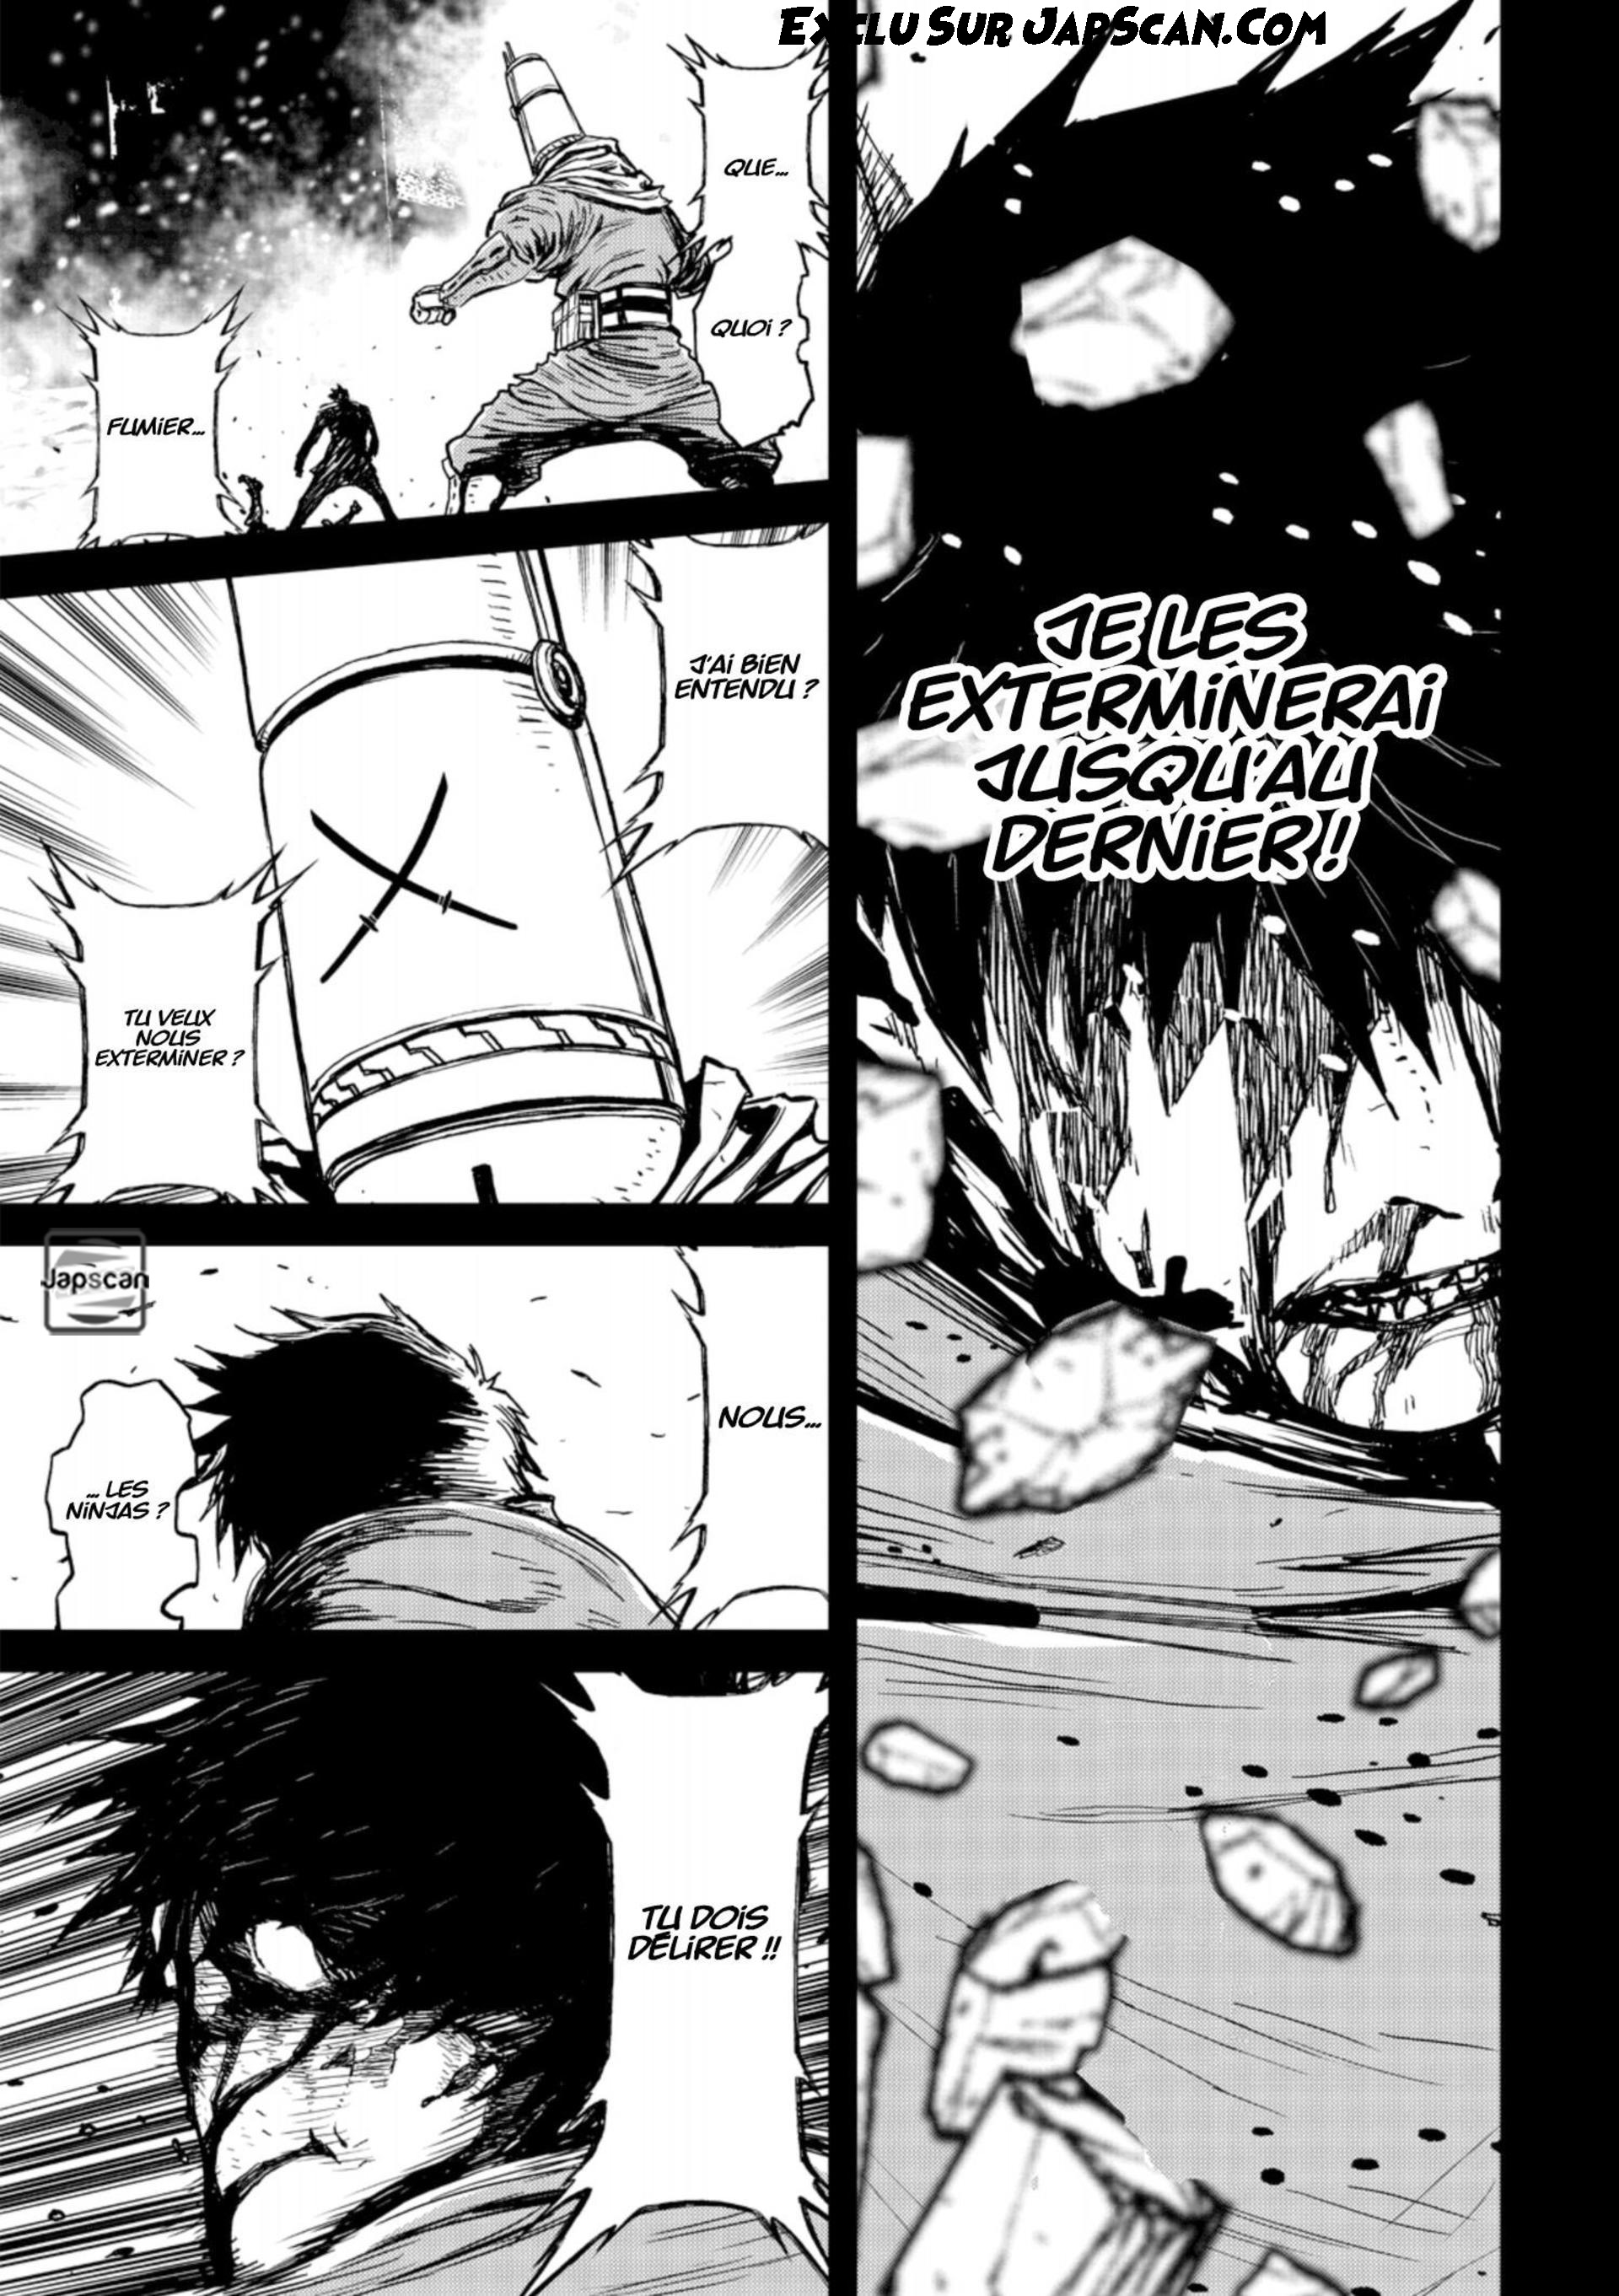 EXCLU SUR JAPSCAN.COM
JE LES
EXTERMINERAI
JUSQU'AU
DERNIER !
QUE...
QUOI ?
FUMIER...
J'AI BIEN
ENTENDU ?
TU VEUX
NOUS
EXTERMINER ?
NOUS...
... LES
NINJAS ?
Japscan
TU DOIS
DÉLIRER !!